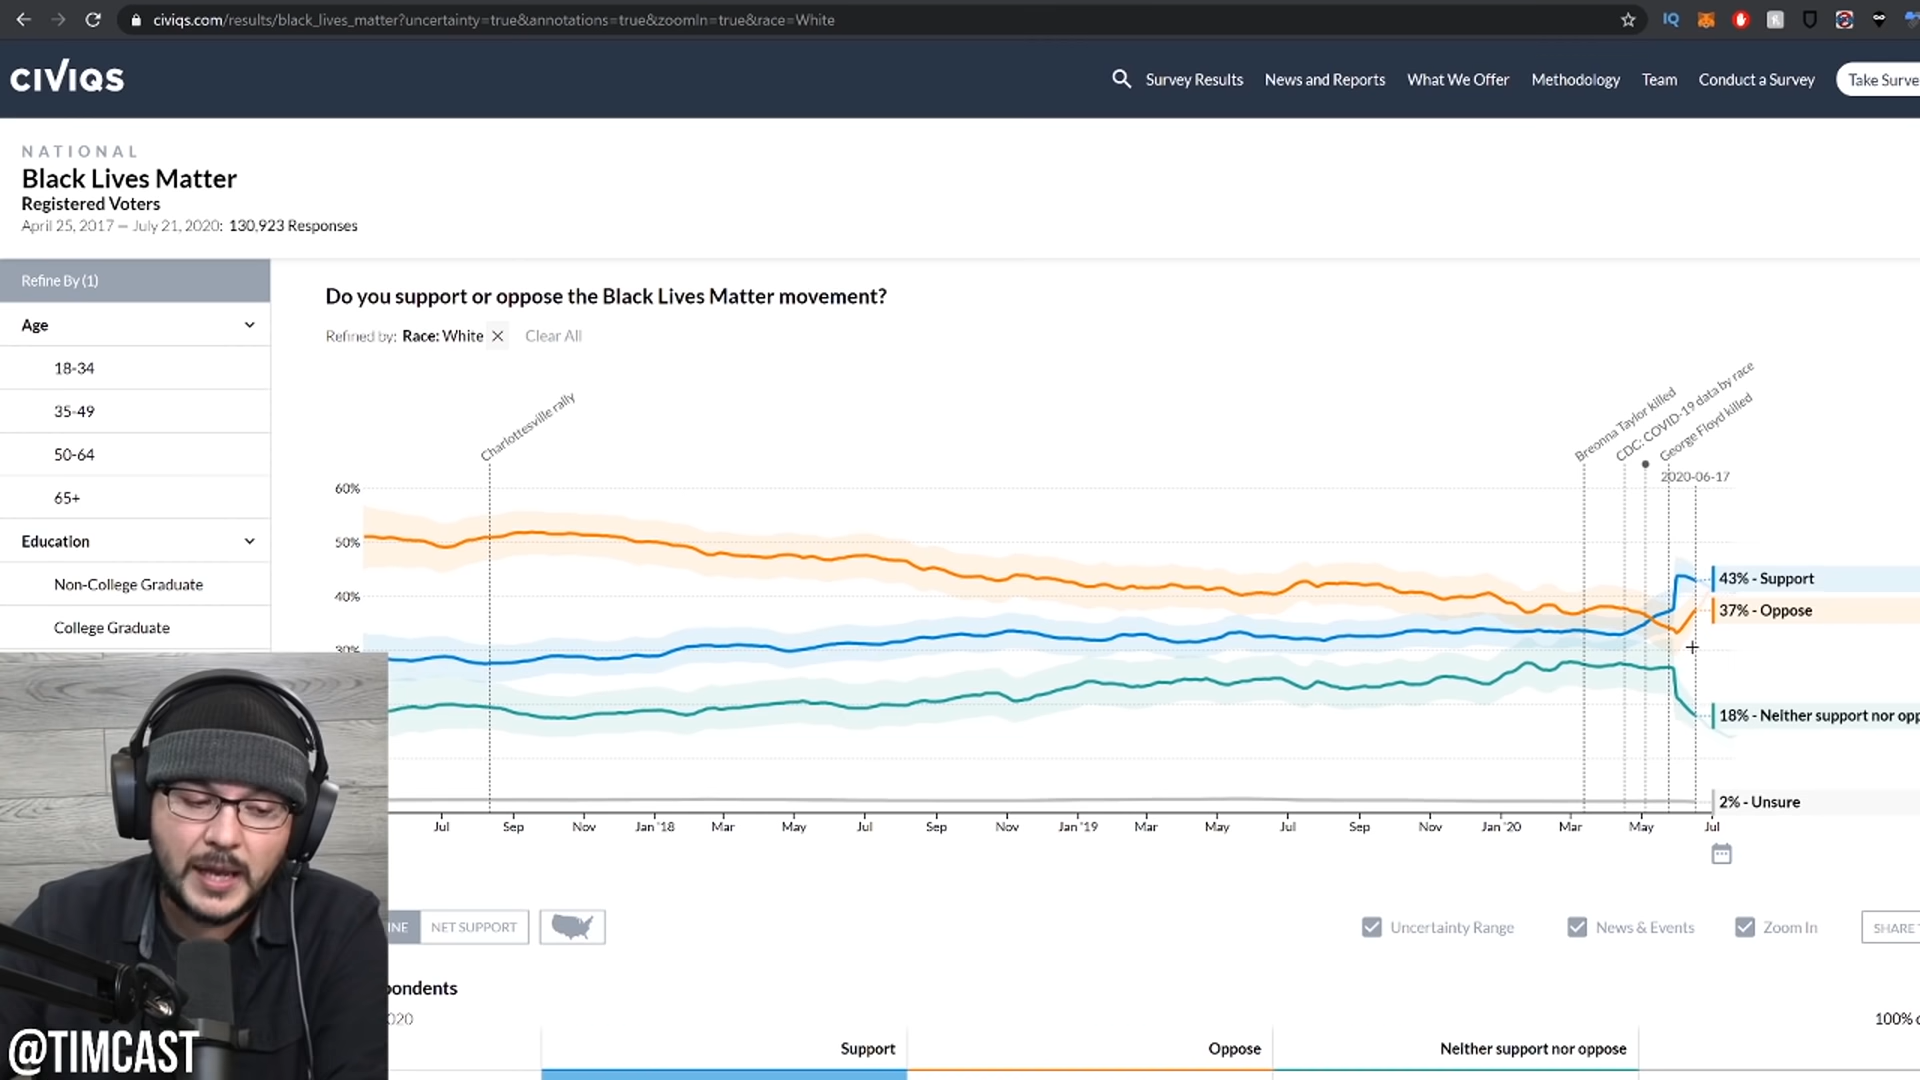 civiqs.com/results/black_lives_matter?uncertainty=true&annotations=true&zoomIn=true&race=White
IQ
CIVIQS
Survey Results
News and Reports
What We Offer
Methodology
Team
Conduct a Survey
Take Surve
NATIONAL
Black Lives Matter
Registered Voters
April 25, 2017 — July 21, 2020: 130,923 Responses
Refine By (1)
Age
18-34
35-49
50-64
65+
Education
Non-College Graduate
College Graduate
Do you support or oppose the Black Lives Matter movement?
Refined by: Race: White Clear All
Charlottesville rally
Breonna Taylor killed
CDC: COVID-19 data by race
George Floyd killed
2020-06-17
60%
50%
40%
30%
43% - Support
37% - Oppose
18% - Neither support nor opp
2% - Unsure
Jul Sep Nov Jan '18 Mar May Jul Sep Nov Jan '19 Mar May Jul Sep Nov Jan '20 Mar May Jul
INE
NET SUPPORT
Uncertainty Range
News & Events
Zoom In
SHARE
pondents
020
100%
Support
Oppose
Neither support nor oppose
@TIMCAST